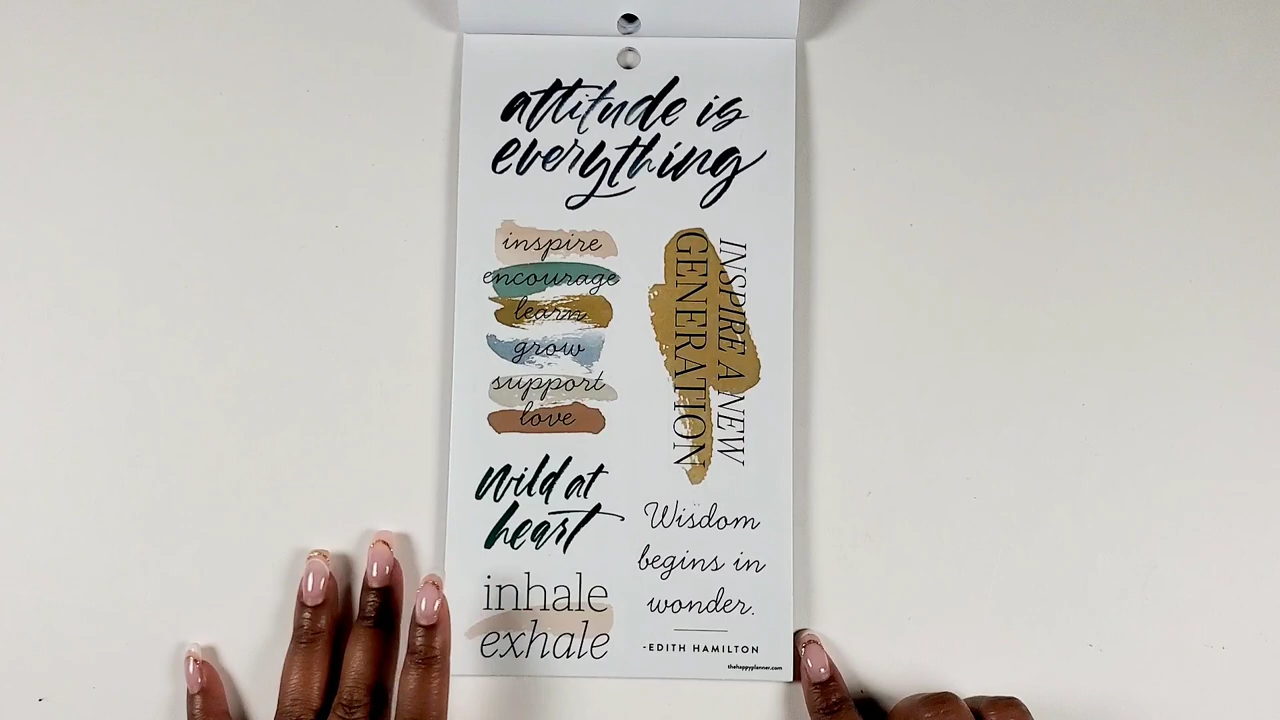 attitude is
everything
inspire
encourage
learn
grow
support
love
INSPIRE A NEW
GENERATION
wild at
heart
inhale
exhale
Wisdom
begins in
wonder.
-EDITH HAMILTON
thehappyplanner.com